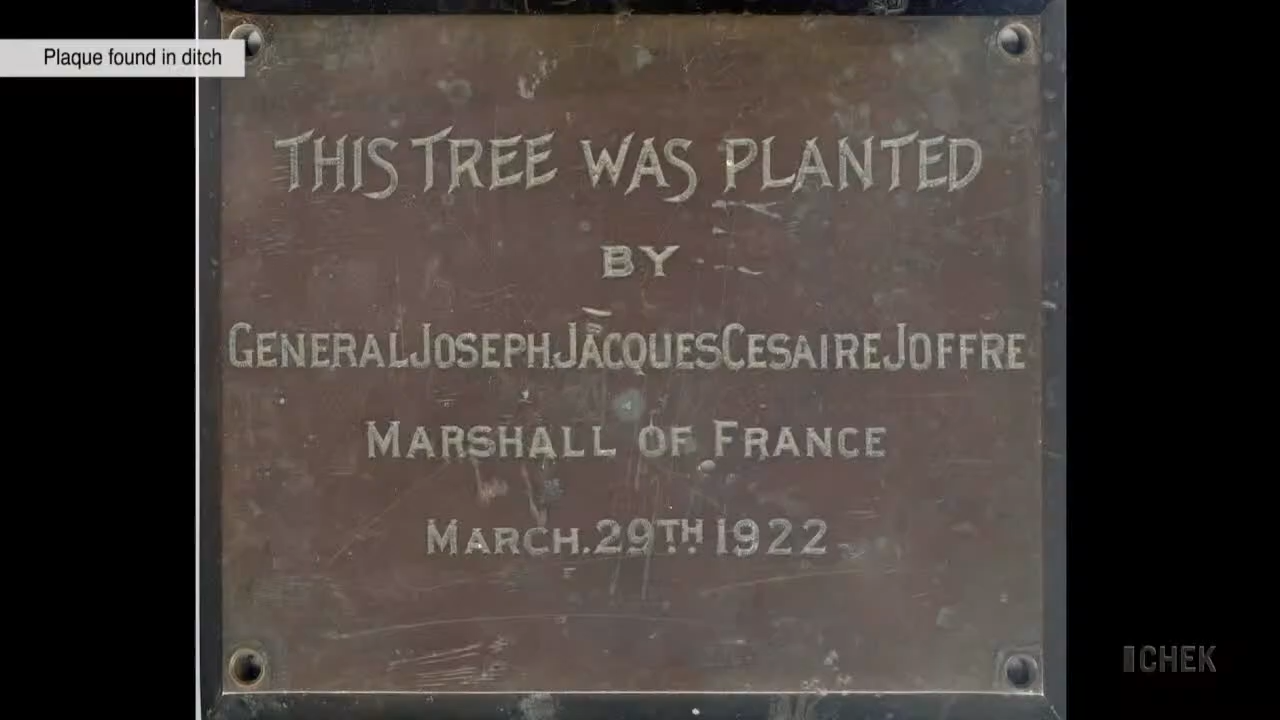 Plaque found in ditch
THIS TREE WAS PLANTED
BY
GENERAL JOSEPH JACQUES CESAIRE JOFFRE
MARSHALL OF FRANCE
MARCH. 29TH 1922
CHEK